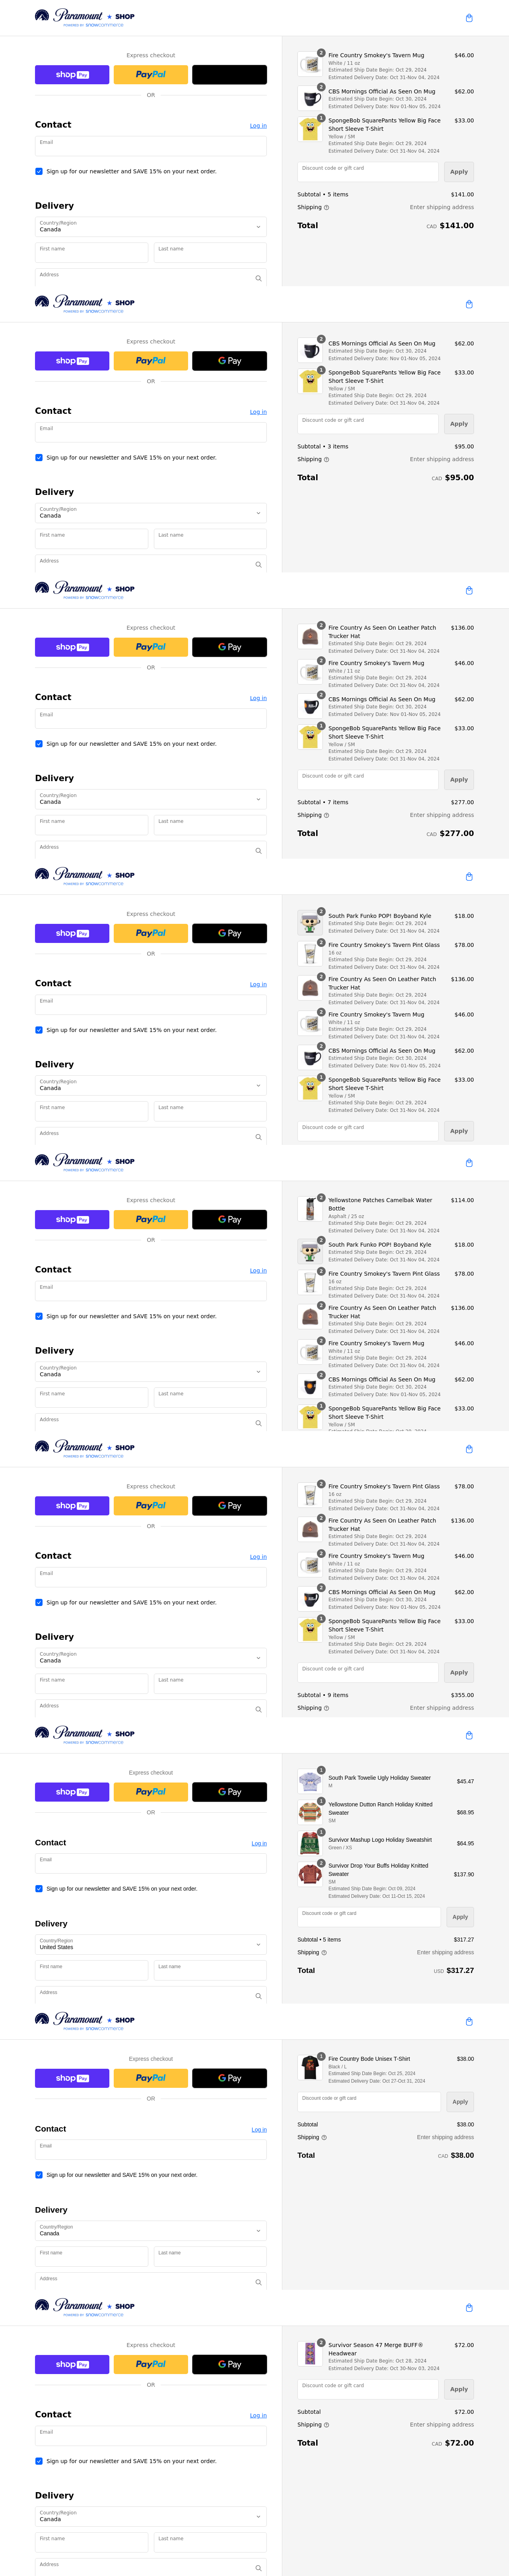 Paramount ★ SHOP
POWERED BY snowcommerce
Express checkout
shop Pay
PayPal
OR
Contact
Log in
Email
Sign up for our newsletter and SAVE 15% on your next order.
Delivery
Country/Region
Canada
First name
Last name
Address
2
Fire Country Smokey's Tavern Mug
$46.00
White / 11 oz
Estimated Ship Date Begin: Oct 29, 2024
Estimated Delivery Date: Oct 31-Nov 04, 2024
2
CBS Mornings Official As Seen On Mug
$62.00
Estimated Ship Date Begin: Oct 30, 2024
Estimated Delivery Date: Nov 01-Nov 05, 2024
1
SpongeBob SquarePants Yellow Big Face
Short Sleeve T-Shirt
$33.00
Yellow / SM
Estimated Ship Date Begin: Oct 29, 2024
Estimated Delivery Date: Oct 31-Nov 04, 2024
Discount code or gift card
Apply
Subtotal • 5 items
$141.00
Shipping
Enter shipping address
Total
CAD $141.00
Paramount ★ SHOP
POWERED BY snowcommerce
Express checkout
shop Pay
PayPal
G Pay
OR
Contact
Log in
Email
Sign up for our newsletter and SAVE 15% on your next order.
Delivery
Country/Region
Canada
First name
Last name
Address
2
CBS Mornings Official As Seen On Mug
$62.00
Estimated Ship Date Begin: Oct 30, 2024
Estimated Delivery Date: Nov 01-Nov 05, 2024
1
SpongeBob SquarePants Yellow Big Face
Short Sleeve T-Shirt
$33.00
Yellow / SM
Estimated Ship Date Begin: Oct 29, 2024
Estimated Delivery Date: Oct 31-Nov 04, 2024
Discount code or gift card
Apply
Subtotal • 3 items
$95.00
Shipping
Enter shipping address
Total
CAD $95.00
Paramount ★ SHOP
POWERED BY snowcommerce
Express checkout
shop Pay
PayPal
G Pay
OR
Contact
Log in
Email
Sign up for our newsletter and SAVE 15% on your next order.
Delivery
Country/Region
Canada
First name
Last name
Address
2
Fire Country As Seen On Leather Patch
Trucker Hat
$136.00
Estimated Ship Date Begin: Oct 29, 2024
Estimated Delivery Date: Oct 31-Nov 04, 2024
2
Fire Country Smokey's Tavern Mug
$46.00
White / 11 oz
Estimated Ship Date Begin: Oct 29, 2024
Estimated Delivery Date: Oct 31-Nov 04, 2024
2
CBS Mornings Official As Seen On Mug
$62.00
Estimated Ship Date Begin: Oct 30, 2024
Estimated Delivery Date: Nov 01-Nov 05, 2024
1
SpongeBob SquarePants Yellow Big Face
Short Sleeve T-Shirt
$33.00
Yellow / SM
Estimated Ship Date Begin: Oct 29, 2024
Estimated Delivery Date: Oct 31-Nov 04, 2024
Discount code or gift card
Apply
Subtotal • 7 items
$277.00
Shipping
Enter shipping address
Total
CAD $277.00
Paramount ★ SHOP
POWERED BY snowcommerce
Express checkout
shop Pay
PayPal
G Pay
OR
Contact
Log in
Email
Sign up for our newsletter and SAVE 15% on your next order.
Delivery
Country/Region
Canada
First name
Last name
Address
2
South Park Funko POP! Boyband Kyle
$18.00
Estimated Ship Date Begin: Oct 29, 2024
Estimated Delivery Date: Oct 31-Nov 04, 2024
2
Fire Country Smokey's Tavern Pint Glass
$78.00
16 oz
Estimated Ship Date Begin: Oct 29, 2024
Estimated Delivery Date: Oct 31-Nov 04, 2024
2
Fire Country As Seen On Leather Patch
Trucker Hat
$136.00
Estimated Ship Date Begin: Oct 29, 2024
Estimated Delivery Date: Oct 31-Nov 04, 2024
2
Fire Country Smokey's Tavern Mug
$46.00
White / 11 oz
Estimated Ship Date Begin: Oct 29, 2024
Estimated Delivery Date: Oct 31-Nov 04, 2024
2
CBS Mornings Official As Seen On Mug
$62.00
Estimated Ship Date Begin: Oct 30, 2024
Estimated Delivery Date: Nov 01-Nov 05, 2024
1
SpongeBob SquarePants Yellow Big Face
Short Sleeve T-Shirt
$33.00
Yellow / SM
Estimated Ship Date Begin: Oct 29, 2024
Estimated Delivery Date: Oct 31-Nov 04, 2024
Discount code or gift card
Apply
Paramount ★ SHOP
POWERED BY snowcommerce
Express checkout
shop Pay
PayPal
G Pay
OR
Contact
Log in
Email
Sign up for our newsletter and SAVE 15% on your next order.
Delivery
Country/Region
Canada
First name
Last name
Address
2
Yellowstone Patches Camelbak Water
Bottle
$114.00
Asphalt / 25 oz
Estimated Ship Date Begin: Oct 29, 2024
Estimated Delivery Date: Oct 31-Nov 04, 2024
2
South Park Funko POP! Boyband Kyle
$18.00
Estimated Ship Date Begin: Oct 29, 2024
Estimated Delivery Date: Oct 31-Nov 04, 2024
2
Fire Country Smokey's Tavern Pint Glass
$78.00
16 oz
Estimated Ship Date Begin: Oct 29, 2024
Estimated Delivery Date: Oct 31-Nov 04, 2024
2
Fire Country As Seen On Leather Patch
Trucker Hat
$136.00
Estimated Ship Date Begin: Oct 29, 2024
Estimated Delivery Date: Oct 31-Nov 04, 2024
2
Fire Country Smokey's Tavern Mug
$46.00
White / 11 oz
Estimated Ship Date Begin: Oct 29, 2024
Estimated Delivery Date: Oct 31-Nov 04, 2024
2
CBS Mornings Official As Seen On Mug
$62.00
Estimated Ship Date Begin: Oct 30, 2024
Estimated Delivery Date: Nov 01-Nov 05, 2024
1
SpongeBob SquarePants Yellow Big Face
Short Sleeve T-Shirt
$33.00
Yellow / SM
Paramount ★ SHOP
POWERED BY snowcommerce
Express checkout
shop Pay
PayPal
G Pay
OR
Contact
Log in
Email
Sign up for our newsletter and SAVE 15% on your next order.
Delivery
Country/Region
Canada
First name
Last name
Address
2
Fire Country Smokey's Tavern Pint Glass
$78.00
16 oz
Estimated Ship Date Begin: Oct 29, 2024
Estimated Delivery Date: Oct 31-Nov 04, 2024
2
Fire Country As Seen On Leather Patch
Trucker Hat
$136.00
Estimated Ship Date Begin: Oct 29, 2024
Estimated Delivery Date: Oct 31-Nov 04, 2024
2
Fire Country Smokey's Tavern Mug
$46.00
White / 11 oz
Estimated Ship Date Begin: Oct 29, 2024
Estimated Delivery Date: Oct 31-Nov 04, 2024
2
CBS Mornings Official As Seen On Mug
$62.00
Estimated Ship Date Begin: Oct 30, 2024
Estimated Delivery Date: Nov 01-Nov 05, 2024
1
SpongeBob SquarePants Yellow Big Face
Short Sleeve T-Shirt
$33.00
Yellow / SM
Estimated Ship Date Begin: Oct 29, 2024
Estimated Delivery Date: Oct 31-Nov 04, 2024
Discount code or gift card
Apply
Subtotal • 9 items
$355.00
Shipping
Enter shipping address
Paramount ★ SHOP
POWERED BY snowcommerce
Express checkout
shop Pay
PayPal
G Pay
OR
Contact
Log in
Email
Sign up for our newsletter and SAVE 15% on your next order.
Delivery
Country/Region
United States
First name
Last name
Address
1
South Park Towelie Ugly Holiday Sweater
M
$45.47
1
Yellowstone Dutton Ranch Holiday Knitted
Sweater
SM
$68.95
1
Survivor Mashup Logo Holiday Sweatshirt
Green / XS
$64.95
2
Survivor Drop Your Buffs Holiday Knitted
Sweater
SM
$137.90
Estimated Ship Date Begin: Oct 09, 2024
Estimated Delivery Date: Oct 11-Oct 15, 2024
Discount code or gift card
Apply
Subtotal • 5 items
$317.27
Shipping
Enter shipping address
Total
USD $317.27
Paramount ★ SHOP
POWERED BY snowcommerce
Express checkout
shop Pay
PayPal
G Pay
OR
Contact
Log in
Email
Sign up for our newsletter and SAVE 15% on your next order.
Delivery
Country/Region
Canada
First name
Last name
Address
1
Fire Country Bode Unisex T-Shirt
$38.00
Black / L
Estimated Ship Date Begin: Oct 25, 2024
Estimated Delivery Date: Oct 27-Oct 31, 2024
Discount code or gift card
Apply
Subtotal
$38.00
Shipping
Enter shipping address
Total
CAD $38.00
Paramount ★ SHOP
POWERED BY snowcommerce
Express checkout
shop Pay
PayPal
G Pay
OR
Contact
Log in
Email
Sign up for our newsletter and SAVE 15% on your next order.
Delivery
Country/Region
Canada
First name
Last name
Address
2
Survivor Season 47 Merge BUFF®
Headwear
$72.00
Estimated Ship Date Begin: Oct 28, 2024
Estimated Delivery Date: Oct 30-Nov 03, 2024
Discount code or gift card
Apply
Subtotal
$72.00
Shipping
Enter shipping address
Total
CAD $72.00